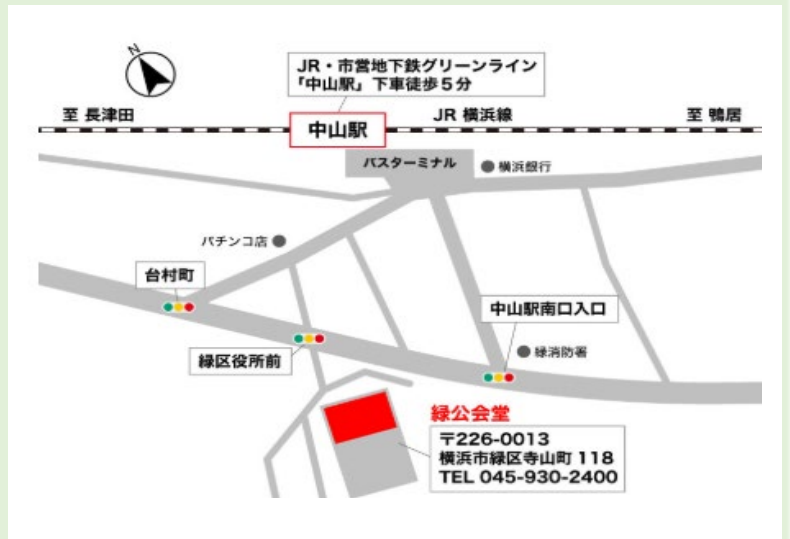 N
JR・市営地下鉄グリーンライン
「中山駅」下車徒歩5分
至 長津田
中山駅
JR 横浜線
至 鴨居
バスターミナル
横浜銀行
パチンコ店
台村町
中山駅南口入口
緑区役所前
緑消防署
緑公会堂
〒226-0013
横浜市緑区寺山町 118
TEL 045-930-2400